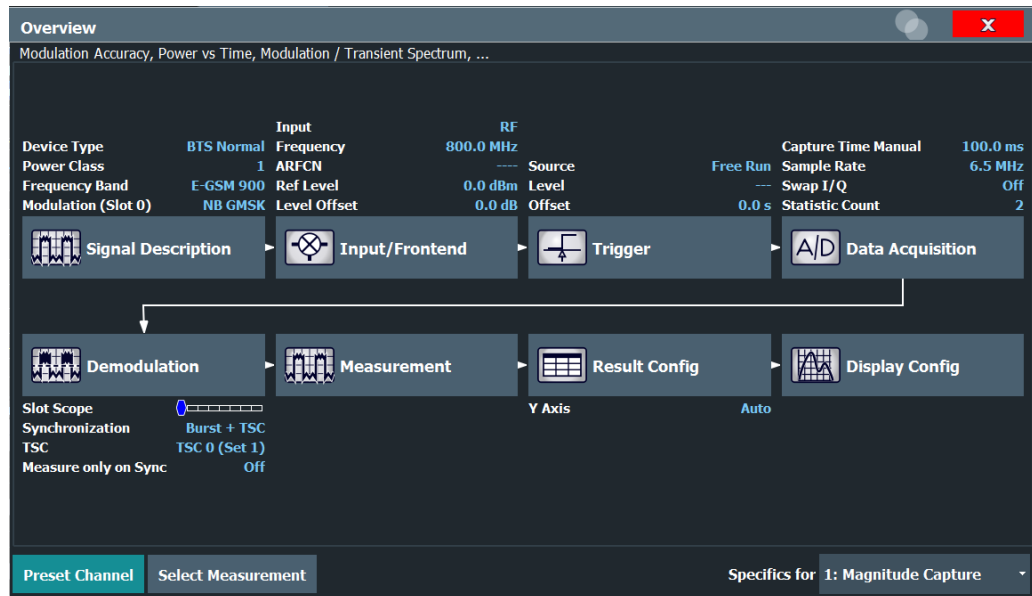 Overview
X
Modulation Accuracy, Power vs Time, Modulation / Transient Spectrum, ...
Input RF
Device Type BTS Normal Frequency 800.0 MHz Capture Time Manual 100.0 ms
Power Class 1 ARFCN ---- Source Free Run Sample Rate 6.5 MHz
Frequency Band E-GSM 900 Ref Level 0.0 dBm Level --- Swap I/Q Off
Modulation (Slot 0) NB GMSK Level Offset 0.0 dB Offset 0.0 s Statistic Count 2
Signal Description Input/Frontend Trigger A/D Data Acquisition
Demodulation Measurement Result Config Display Config
Slot Scope Y Axis Auto
Synchronization Burst + TSC
TSC TSC 0 (Set 1)
Measure only on Sync Off
Preset Channel Select Measurement Specifics for 1: Magnitude Capture